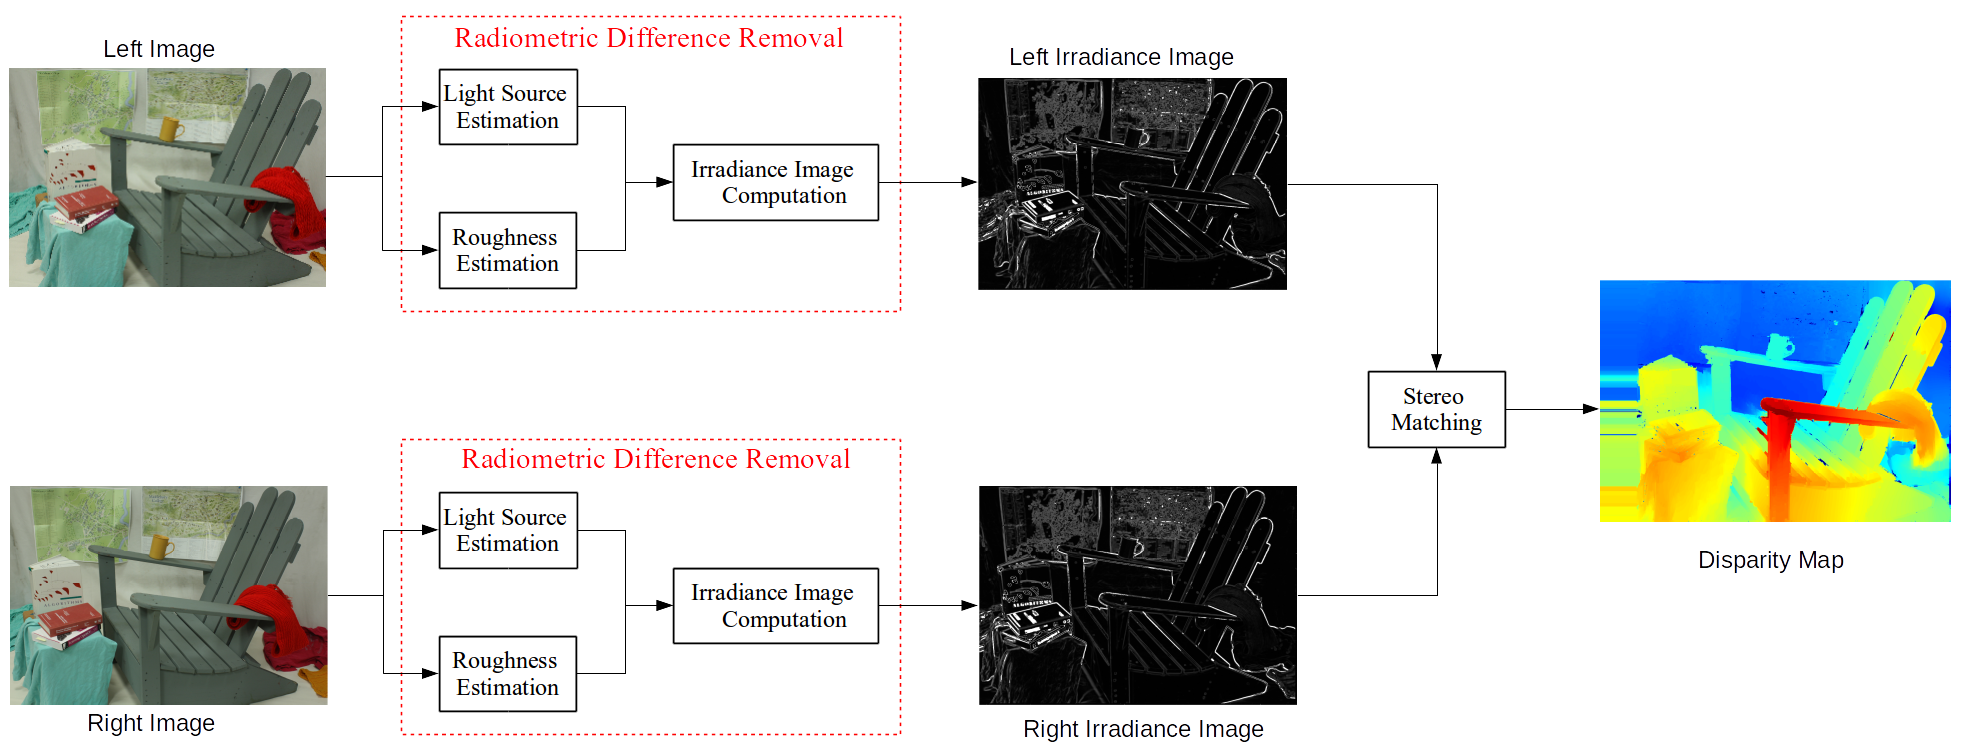 Left Image
Radiometric Difference Removal
Light Source
Estimation
Roughness
Estimation
Irradiance Image
Computation
Left Irradiance Image
Right Image
Radiometric Difference Removal
Light Source
Estimation
Roughness
Estimation
Irradiance Image
Computation
Right Irradiance Image
Stereo
Matching
Disparity Map